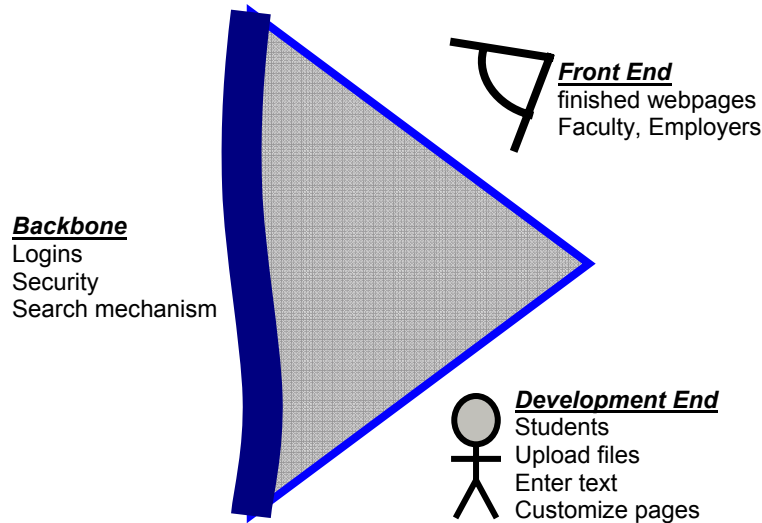 Front End
finished webpages
Faculty, Employers
Backbone
Logins
Security
Search mechanism
Development End
Students
Upload files
Enter text
Customize pages